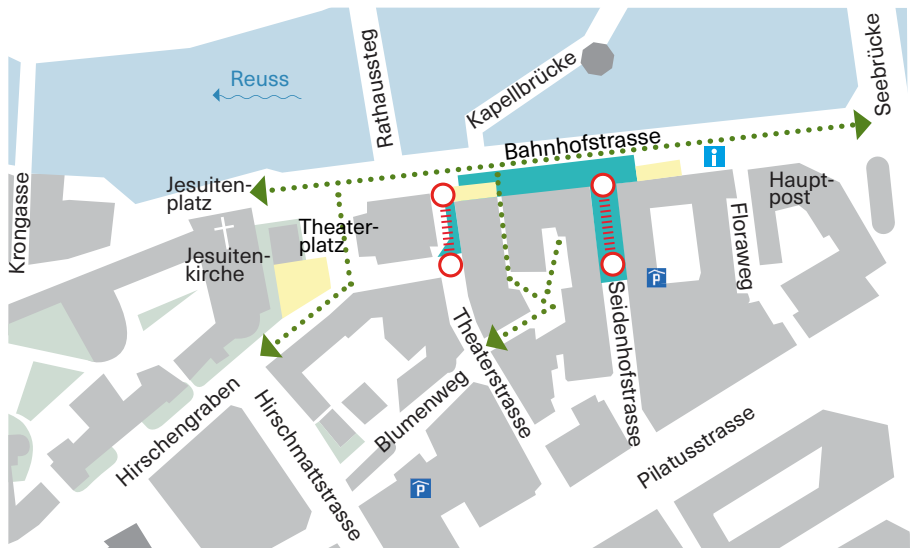 Reuss
Rathaussteg
Kapellbrücke
Seebrücke
Bahnhofstrasse
i
Krongasse
Jesuiten-
platz
Haupt-
post
Theater-
platz
Jesuiten-
kirche
Floraweg
P
Seidenhofstrasse
Theaterstrasse
Blumenweg
Hirschengraben
Hirschmattstrasse
Pilatusstrasse
P